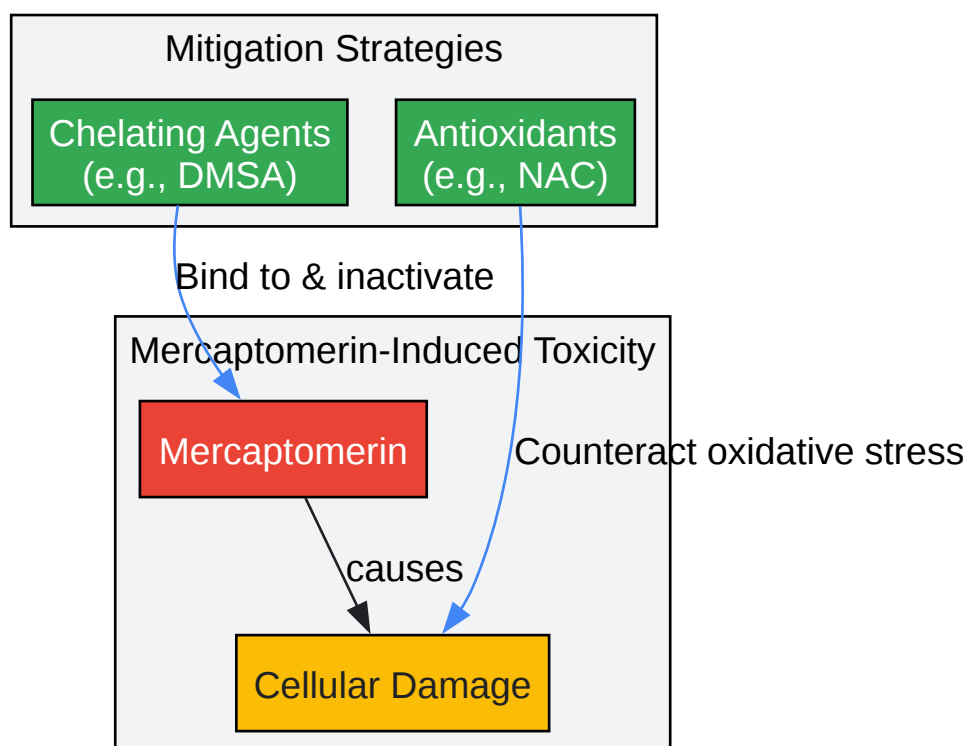 Mitigation Strategies
Chelating Agents
(e.g., DMSA)
Antioxidants
(e.g., NAC)
Bind to & inactivate
Mercaptomerin-Induced Toxicity
Mercaptomerin
Counteract oxidative stress
causes
Cellular Damage